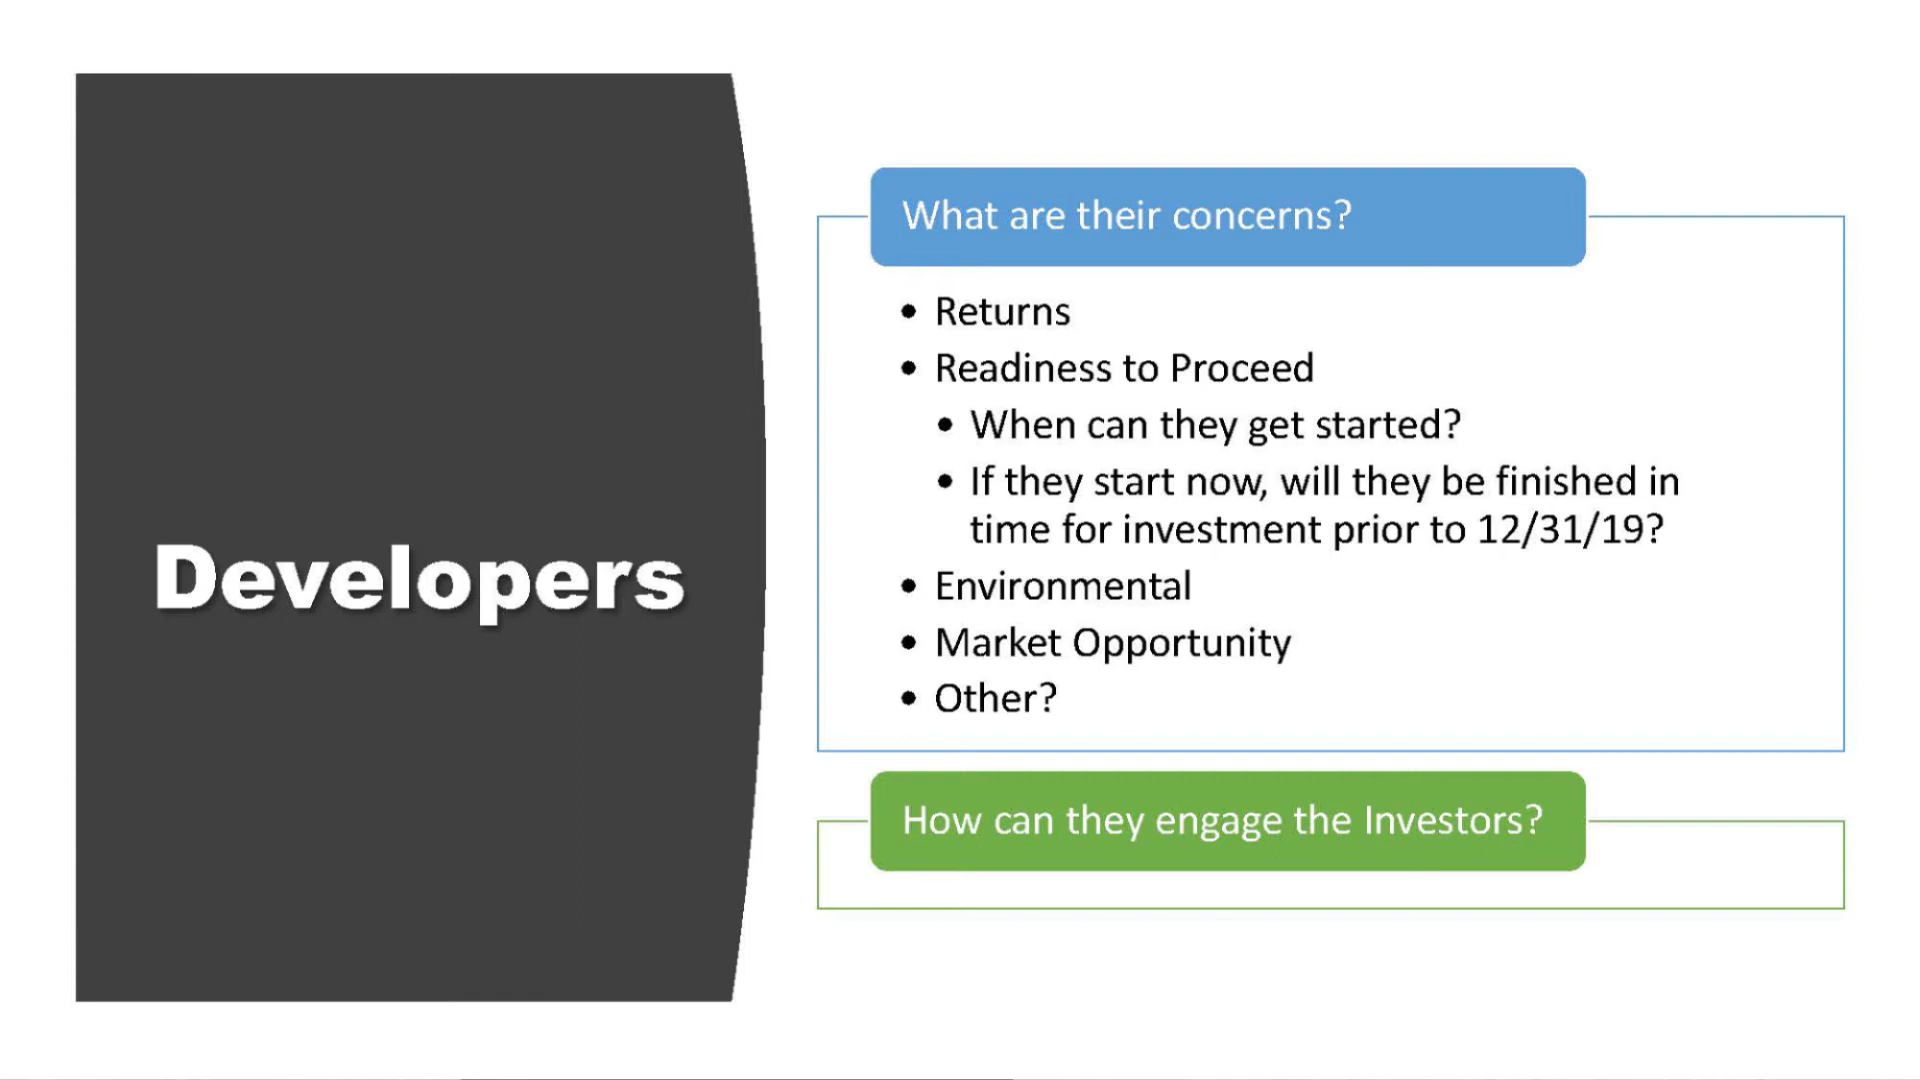 Developers
What are their concerns?
• Returns
• Readiness to Proceed
• When can they get started?
• If they start now, will they be finished in
time for investment prior to 12/31/19?
• Environmental
• Market Opportunity
• Other?
How can they engage the Investors?